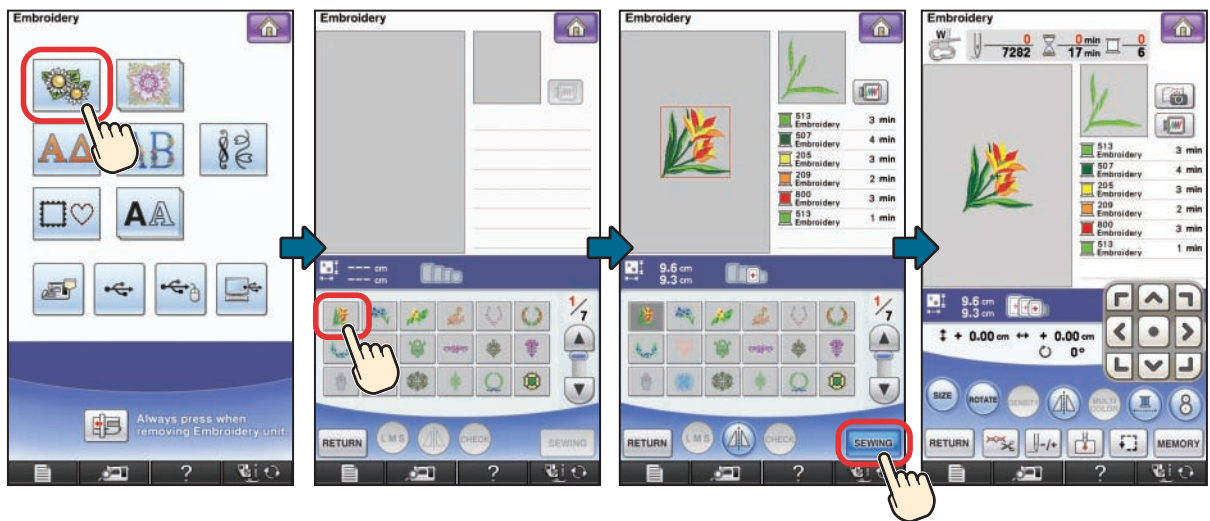 Embroidery
AA
AB
AA
Always press when
removing Embroidery unit.
?
Embroidery
--- cm
--- cm
1/7
RETURN
L M S
CHECK
SEWING
?
Embroidery
513
Embroidery 3 min
507
Embroidery 4 min
205
Embroidery 3 min
209
Embroidery 2 min
800
Embroidery 3 min
513
Embroidery 1 min
9.6 cm
9.3 cm
1/7
RETURN
L M S
CHECK
SEWING
?
Embroidery
W
0
7282
0 min
17 min
0
6
513
Embroidery 3 min
507
Embroidery 4 min
205
Embroidery 3 min
209
Embroidery 2 min
800
Embroidery 3 min
513
Embroidery 1 min
9.6 cm
9.3 cm
+ 0.00 cm + 0.00 cm
0°
SIZE
ROTATE
DENSITY
MULTI
COLOR
8
RETURN
-/+
MEMORY
?